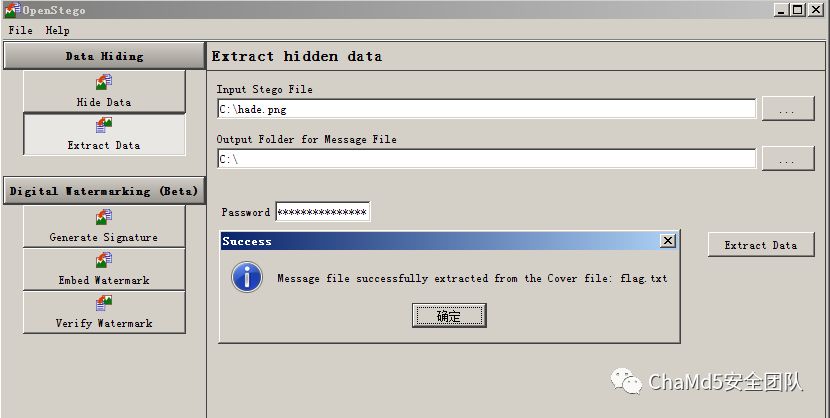 OpenStego
File Help
Data Hiding
Hide Data
Extract Data
Digital Watermarking (Beta)
Generate Signature
Embed Watermark
Verify Watermark
Extract hidden data
Input Stego File
C:\hade.png
...
Output Folder for Message File
C:\
...
Password ***************
Success
Message file successfully extracted from the Cover file: flag.txt
确定
Extract Data
ChaMd5安全团队